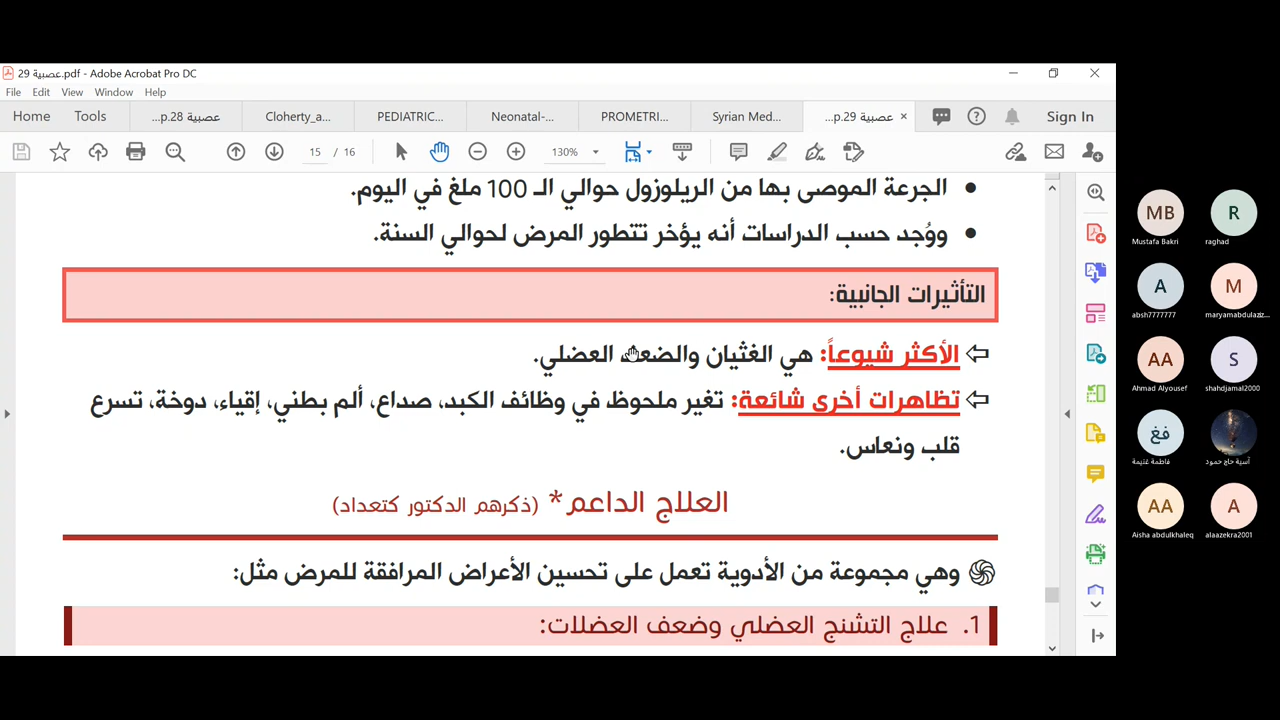 عصبية 29.pdf - Adobe Acrobat Pro DC
File Edit View Window Help
Home Tools عصبية 28.p... Cloherty_a... PEDIATRIC... Neonatal-... PROMETRI... Syrian Med... عصبية 29.p... × Sign In
15 / 16 130%
الجرعة الموصى بها من الريلوزول حوالي الـ 100 ملغ في اليوم.
ووُجد حسب الدراسات أنه يؤخر تتطور المرض لحوالي السنة.
التأثيرات الجانبية:
الأكثر شيوعاً: هي الغثيان والضعف العضلي.
تظاهرات أخرى شائعة: تغير ملحوظ في وظائف الكبد، صداع، ألم بطني، إقياء، دوخة، تسرع
قلب ونعاس.
العلاج الداعم* (ذكرهم الدكتور كتعداد)
وهي مجموعة من الأدوية تعمل على تحسين الأعراض المرافقة للمرض مثل:
1. علاج التشنج العضلي وضعف العضلات:
MB R
Mustafa Bakri raghad
A M
absh7777777 maryamabdulaziz...
AA S
Ahmad Alyousef shahdjamal2000
فغ
فاطمة غنيمة آسية حاج حمود
AA A
Aisha abdulkhaleq alaazekra2001